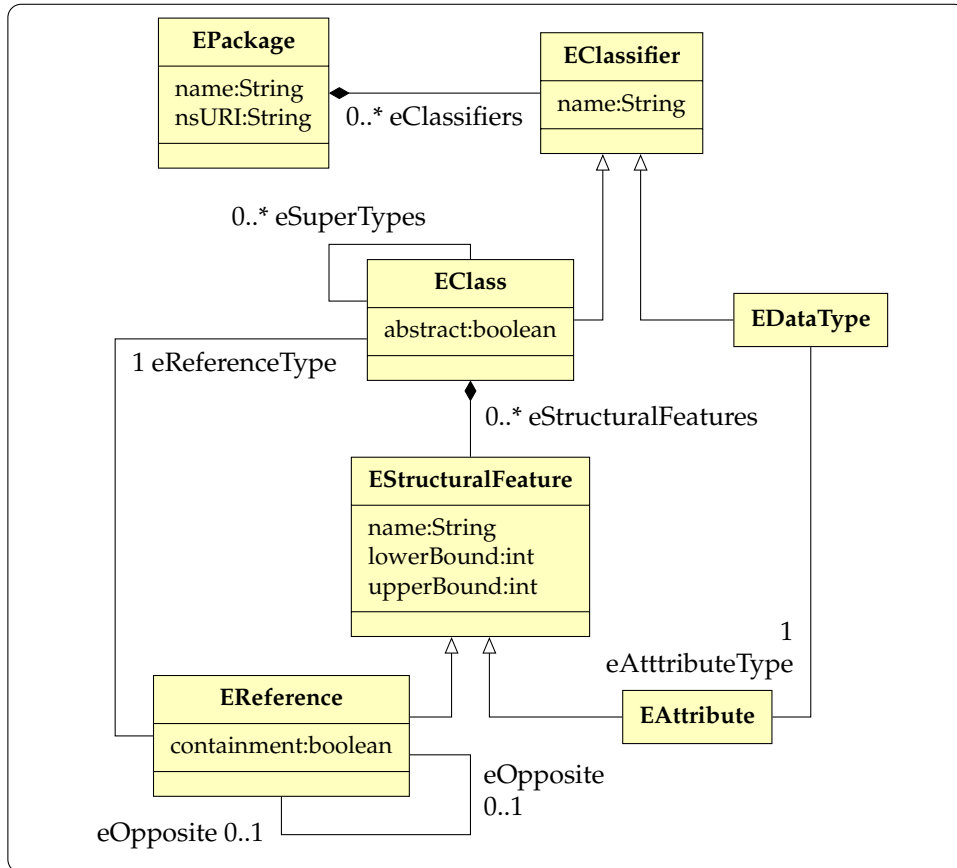 EPackage
name:String
nsURI:String
EClassifier
name:String
0..* eClassifiers
0..* eSuperTypes
EClass
abstract:boolean
EDataType
1 eReferenceType
0..* eStructuralFeatures
EStructuralFeature
name:String
lowerBound:int
upperBound:int
1
eAtttributeType
EReference
containment:boolean
EAttribute
eOpposite
0..1
eOpposite 0..1